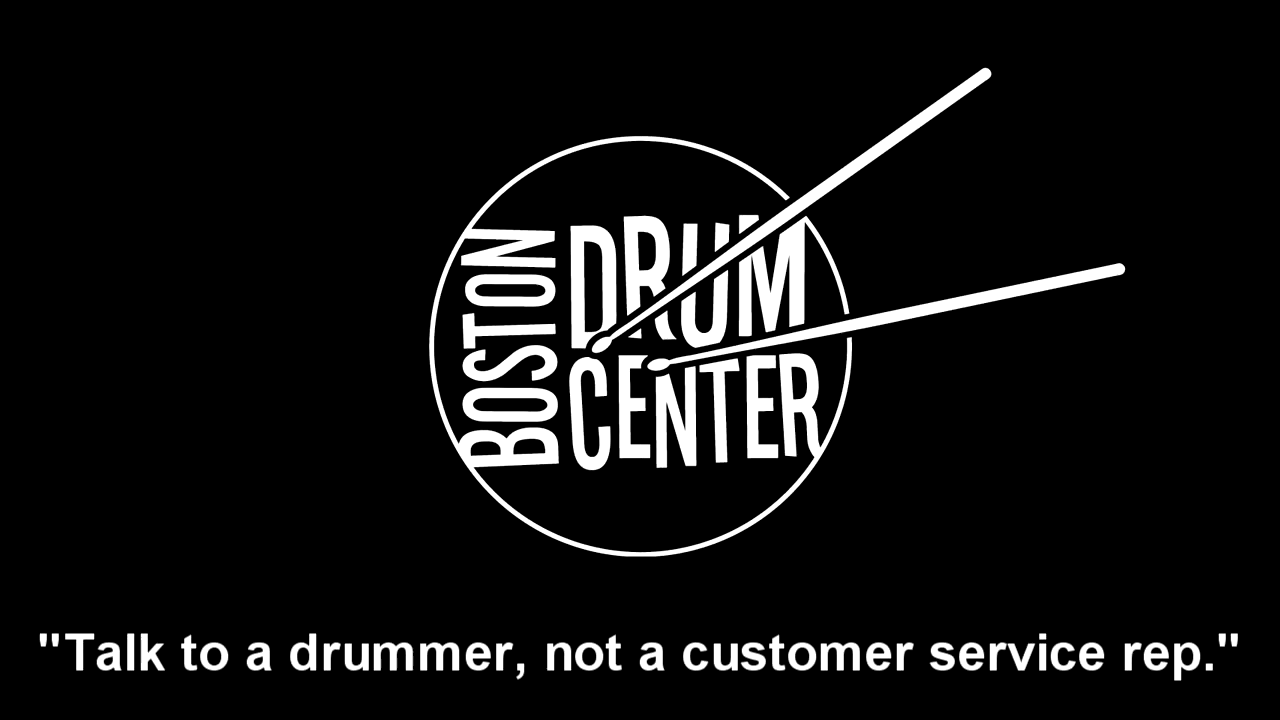 BOSTON
DRUM
CENTER
"Talk to a drummer, not a customer service rep."